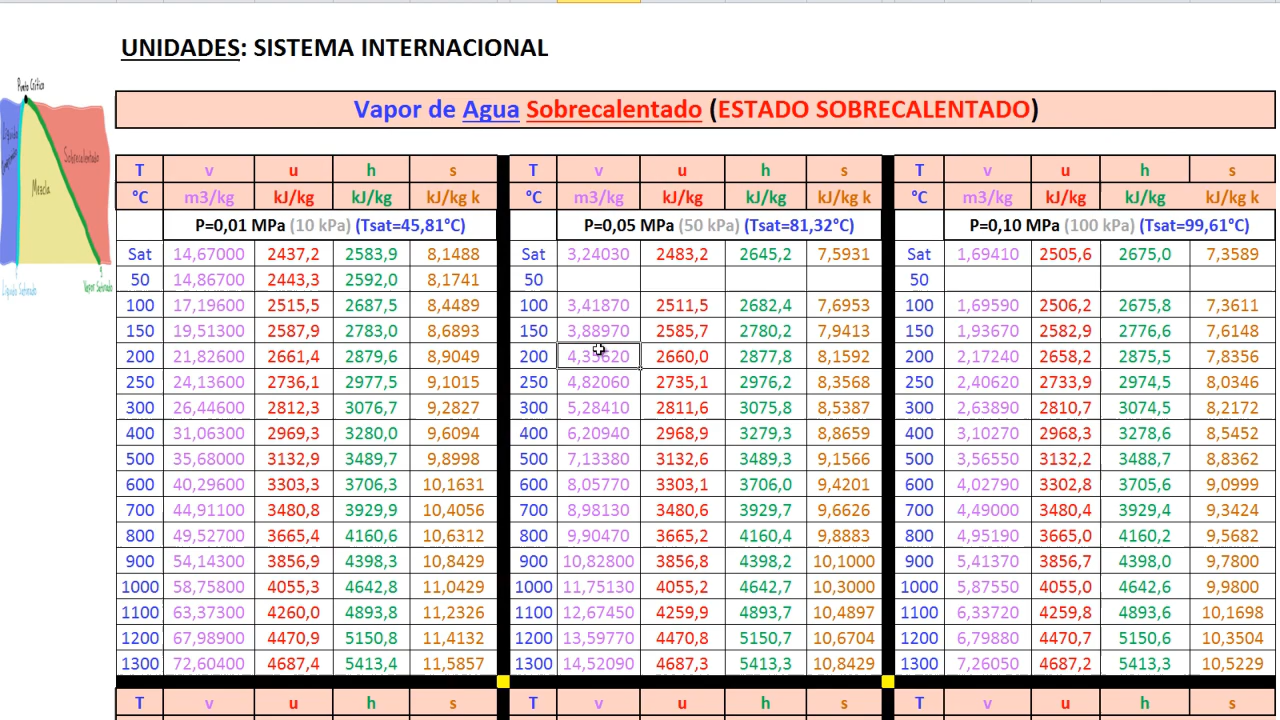 UNIDADES: SISTEMA INTERNACIONAL
Punto Crítico
Líquido
Sobrecalentado
Mezcla
Líquido Saturado
Vapor Saturado
Vapor de Agua Sobrecalentado (ESTADO SOBRECALENTADO)
T v u h s T v u h s T v u h s
°C m3/kg kJ/kg kJ/kg kJ/kg k °C m3/kg kJ/kg kJ/kg kJ/kg k °C m3/kg kJ/kg kJ/kg kJ/kg k
P=0,01 MPa (10 kPa) (Tsat=45,81°C) P=0,05 MPa (50 kPa) (Tsat=81,32°C) P=0,10 MPa (100 kPa) (Tsat=99,61°C)
Sat 14,67000 2437,2 2583,9 8,1488 Sat 3,24030 2483,2 2645,2 7,5931 Sat 1,69410 2505,6 2675,0 7,3589
50 14,86700 2443,3 2592,0 8,1741 50 50
100 17,19600 2515,5 2687,5 8,4489 100 3,41870 2511,5 2682,4 7,6953 100 1,69590 2506,2 2675,8 7,3611
150 19,51300 2587,9 2783,0 8,6893 150 3,88970 2585,7 2780,2 7,9413 150 1,93670 2582,9 2776,6 7,6148
200 21,82600 2661,4 2879,6 8,9049 200 4,35620 2660,0 2877,8 8,1592 200 2,17240 2658,2 2875,5 7,8356
250 24,13600 2736,1 2977,5 9,1015 250 4,82060 2735,1 2976,2 8,3568 250 2,40620 2733,9 2974,5 8,0346
300 26,44600 2812,3 3076,7 9,2827 300 5,28410 2811,6 3075,8 8,5387 300 2,63890 2810,7 3074,5 8,2172
400 31,06300 2969,3 3280,0 9,6094 400 6,20940 2968,9 3279,3 8,8659 400 3,10270 2968,3 3278,6 8,5452
500 35,68000 3132,9 3489,7 9,8998 500 7,13380 3132,6 3489,3 9,1566 500 3,56550 3132,2 3488,7 8,8362
600 40,29600 3303,3 3706,3 10,1631 600 8,05770 3303,1 3706,0 9,4201 600 4,02790 3302,8 3705,6 9,0999
700 44,91100 3480,8 3929,9 10,4056 700 8,98130 3480,6 3929,7 9,6626 700 4,49000 3480,4 3929,4 9,3424
800 49,52700 3665,4 4160,6 10,6312 800 9,90470 3665,2 4160,4 9,8883 800 4,95190 3665,0 4160,2 9,5682
900 54,14300 3856,9 4398,3 10,8429 900 10,82800 3856,8 4398,2 10,1000 900 5,41370 3856,7 4398,0 9,7800
1000 58,75800 4055,3 4642,8 11,0429 1000 11,75130 4055,2 4642,7 10,3000 1000 5,87550 4055,0 4642,6 9,9800
1100 63,37300 4260,0 4893,8 11,2326 1100 12,67450 4259,9 4893,7 10,4897 1100 6,33720 4259,8 4893,6 10,1698
1200 67,98900 4470,9 5150,8 11,4132 1200 13,59770 4470,8 5150,7 10,6704 1200 6,79880 4470,7 5150,6 10,3504
1300 72,60400 4687,4 5413,4 11,5857 1300 14,52090 4687,3 5413,3 10,8429 1300 7,26050 4687,2 5413,3 10,5229
T v u h s T v u h s T v u h s